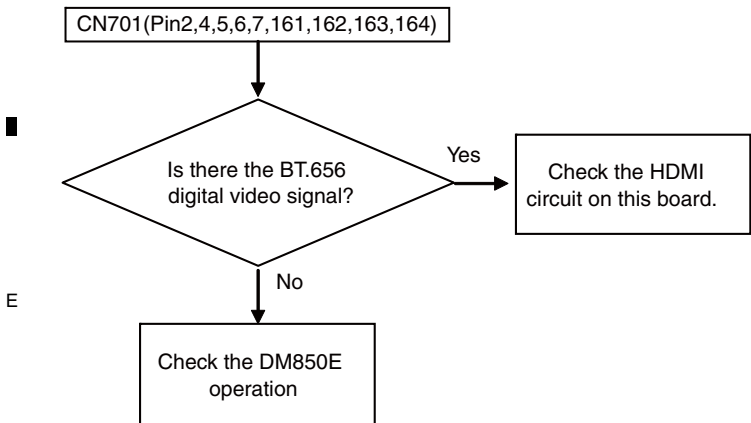 CN701(Pin2,4,5,6,7,161,162,163,164)
Is there the BT.656
digital video signal?
Yes
Check the HDMI
circuit on this board.
No
E
Check the DM850E
operation